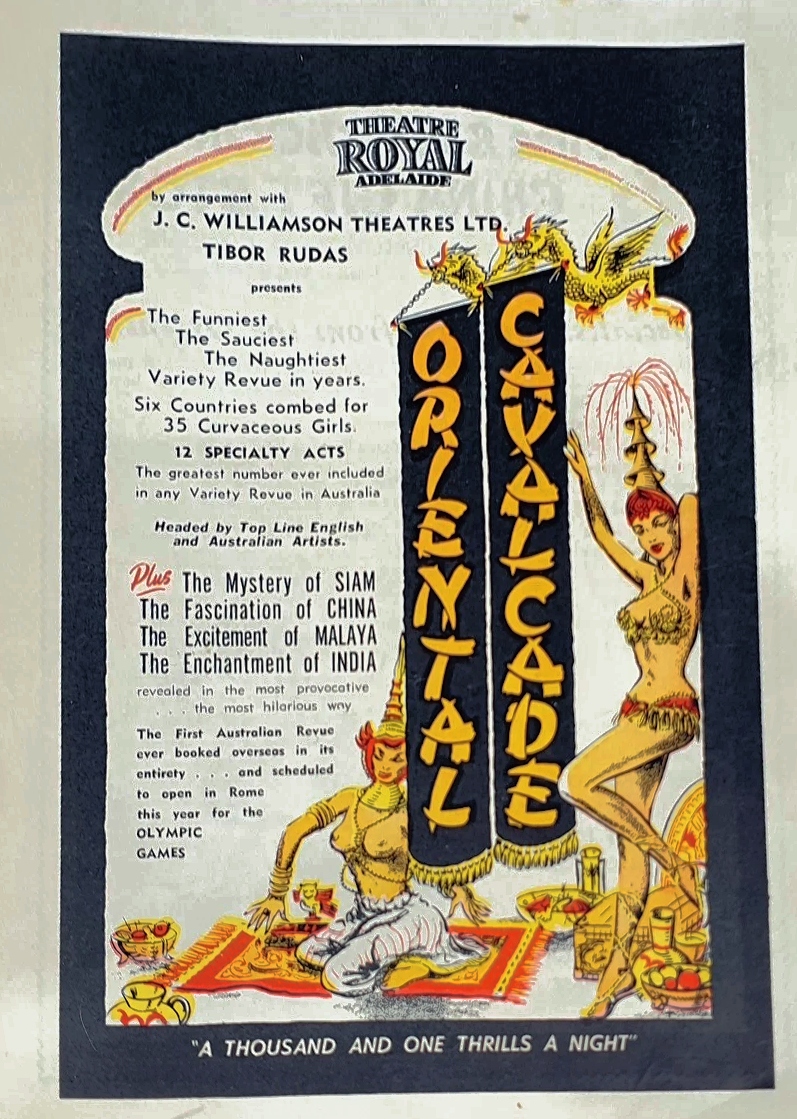 THEATRE
ROYAL
ADELAIDE
by arrangement with
J. C. WILLIAMSON THEATRES LTD.
TIBOR RUDAS
presents
The Funniest
The Sauciest
The Naughtiest
Variety Revue in years.
Six Countries combed for
35 Curvaceous Girls.
12 SPECIALTY ACTS
The greatest number ever included
in any Variety Revue in Australia
Headed by Top Line English
and Australian Artists.
Plus The Mystery of SIAM
The Fascination of CHINA
The Excitement of MALAYA
The Enchantment of INDIA
revealed in the most provocative
. . . the most hilarious way
The First Australian Revue
ever booked overseas in its
entirety . . . and scheduled
to open in Rome
this year for the
OLYMPIC
GAMES
ORIENTAL
CAVALCADE
"A THOUSAND AND ONE THRILLS A NIGHT"